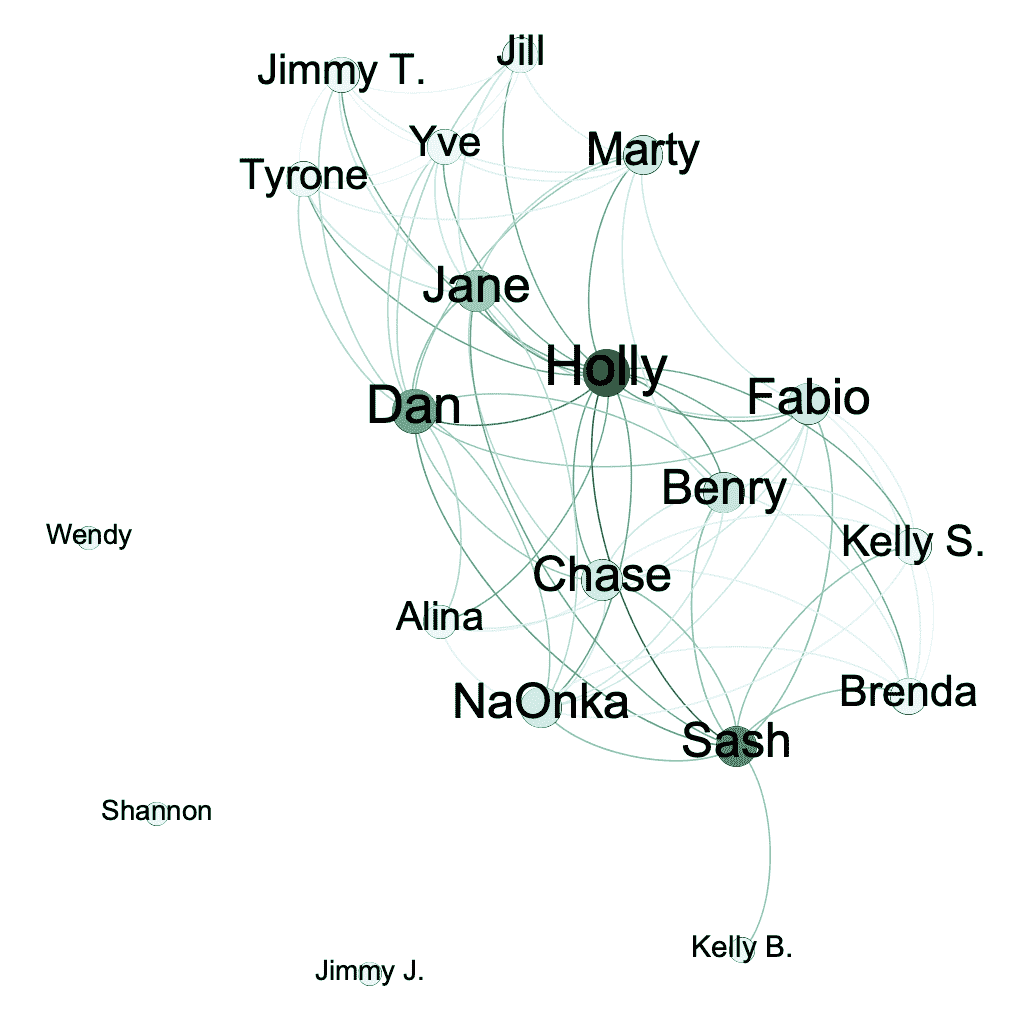 Jill
Jimmy T.
Yve
Marty
Tyrone
Jane
Holly
Fabio
Dan
Benry
Wendy
Kelly S.
Chase
Alina
Brenda
NaOnka
Sash
Shannon
Kelly B.
Jimmy J.